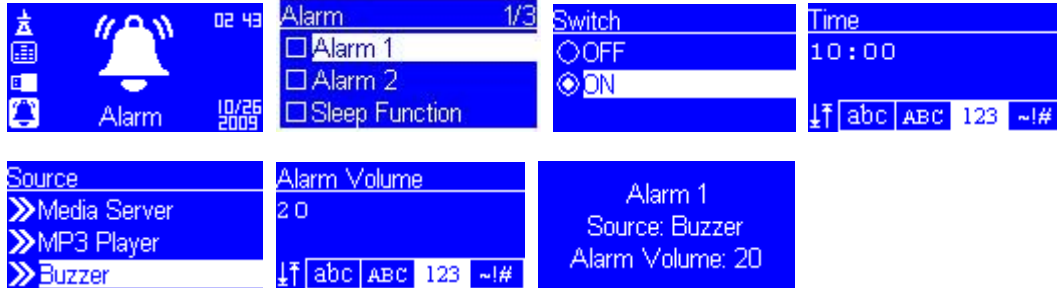 02 43
Alarm
10/26
2009
Alarm 1/3
Alarm 1
Alarm 2
Sleep Function
Switch
OFF
ON
Time
10:00
abc ABC 123 ~!#
Source
Media Server
MP3 Player
Buzzer
Alarm Volume
20
abc ABC 123 ~!#
Alarm 1
Source: Buzzer
Alarm Volume: 20